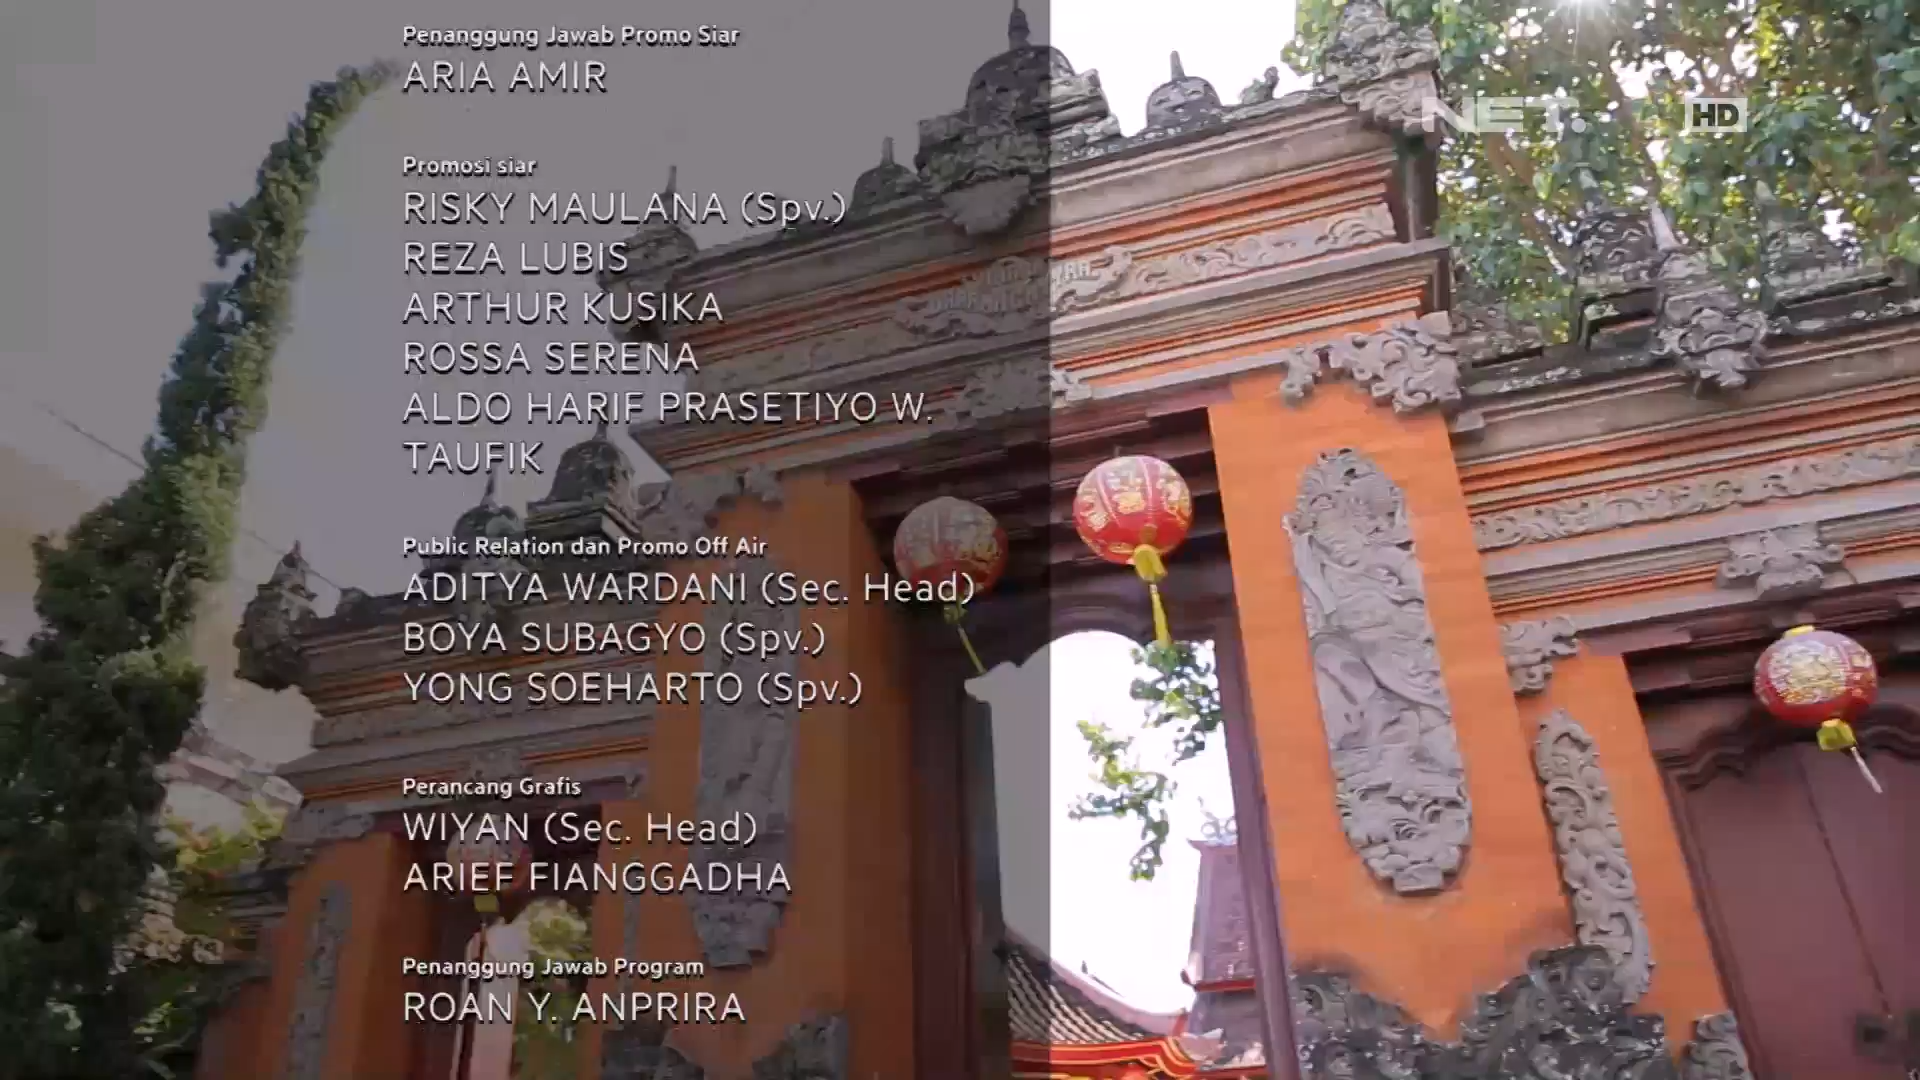 Penanggung Jawab Promo Siar
ARIA AMIR
Promosi siar
RISKY MAULANA (Spv.)
REZA LUBIS
ARTHUR KUSIKA
ROSSA SERENA
ALDO HARIF PRASETIYO W.
TAUFIK
Public Relation dan Promo Off Air
ADITYA WARDANI (Sec. Head)
BOYA SUBAGYO (Spv.)
YONG SOEHARTO (Spv.)
Perancang Grafis
WIYAN (Sec. Head)
ARIEF FIANGGADHA
Penanggung Jawab Program
ROAN Y. ANPRIRA
NET.
HD